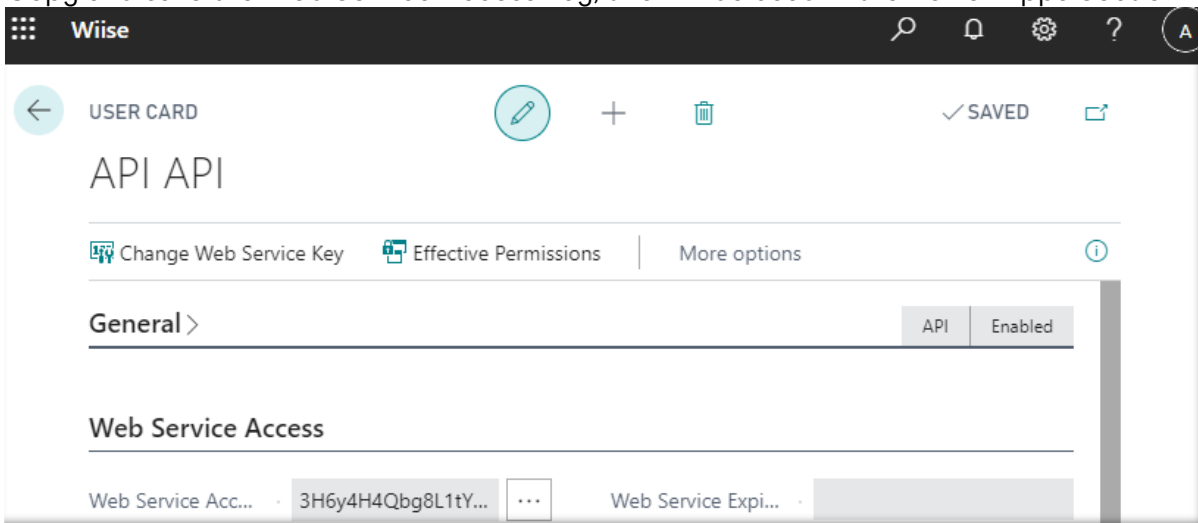 Wiise
?
A
USER CARD
SAVED
API API
Change Web Service Key Effective Permissions More options
General
API Enabled
Web Service Access
Web Service Acc... 3H6y4H4Qbg8L1tY... ... Web Service Expi...